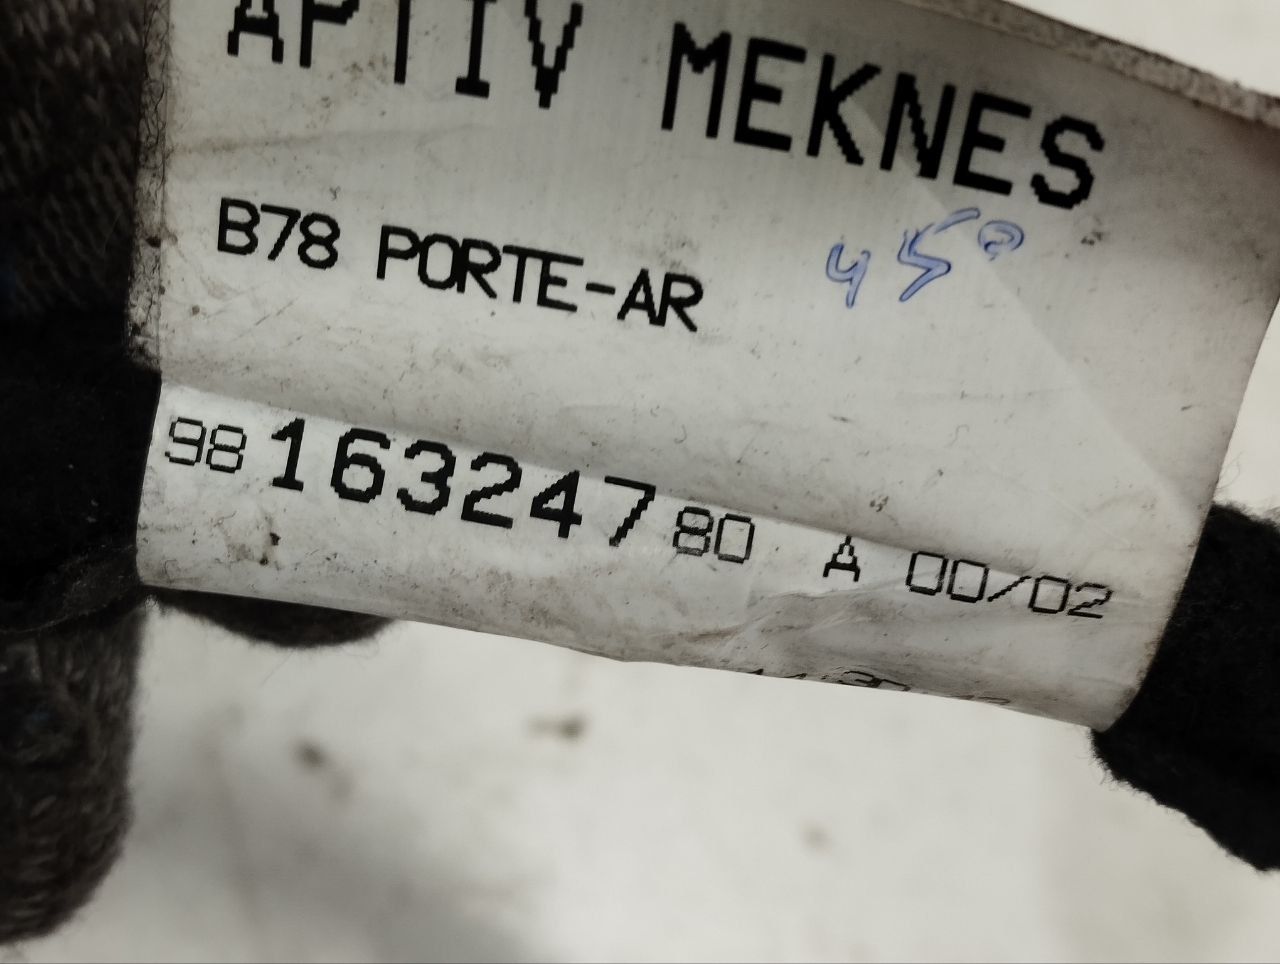 APTIV MEKNES
B78 PORTE-AR
98 163247 80 A 00/02